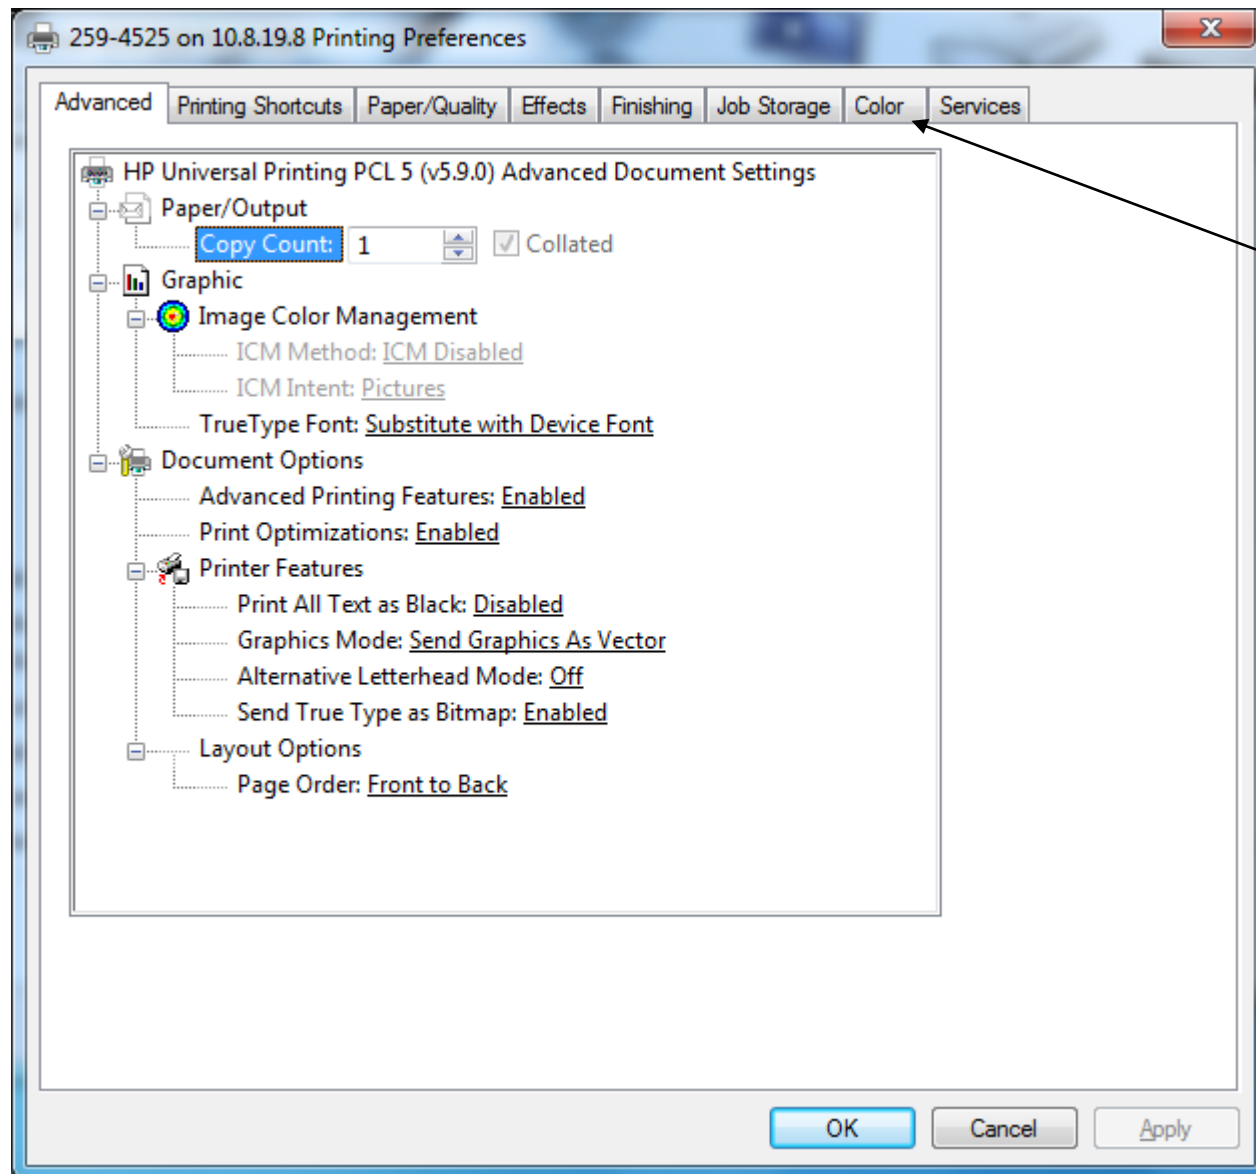 259-4525 on 10.8.19.8 Printing Preferences
Advanced Printing Shortcuts Paper/Quality Effects Finishing Job Storage Color Services
HP Universal Printing PCL 5 (v5.9.0) Advanced Document Settings
Paper/Output
Copy Count: 1 Collated
Graphic
Image Color Management
ICM Method: ICM Disabled
ICM Intent: Pictures
TrueType Font: Substitute with Device Font
Document Options
Advanced Printing Features: Enabled
Print Optimizations: Enabled
Printer Features
Print All Text as Black: Disabled
Graphics Mode: Send Graphics As Vector
Alternative Letterhead Mode: Off
Send True Type as Bitmap: Enabled
Layout Options
Page Order: Front to Back
OK Cancel Apply